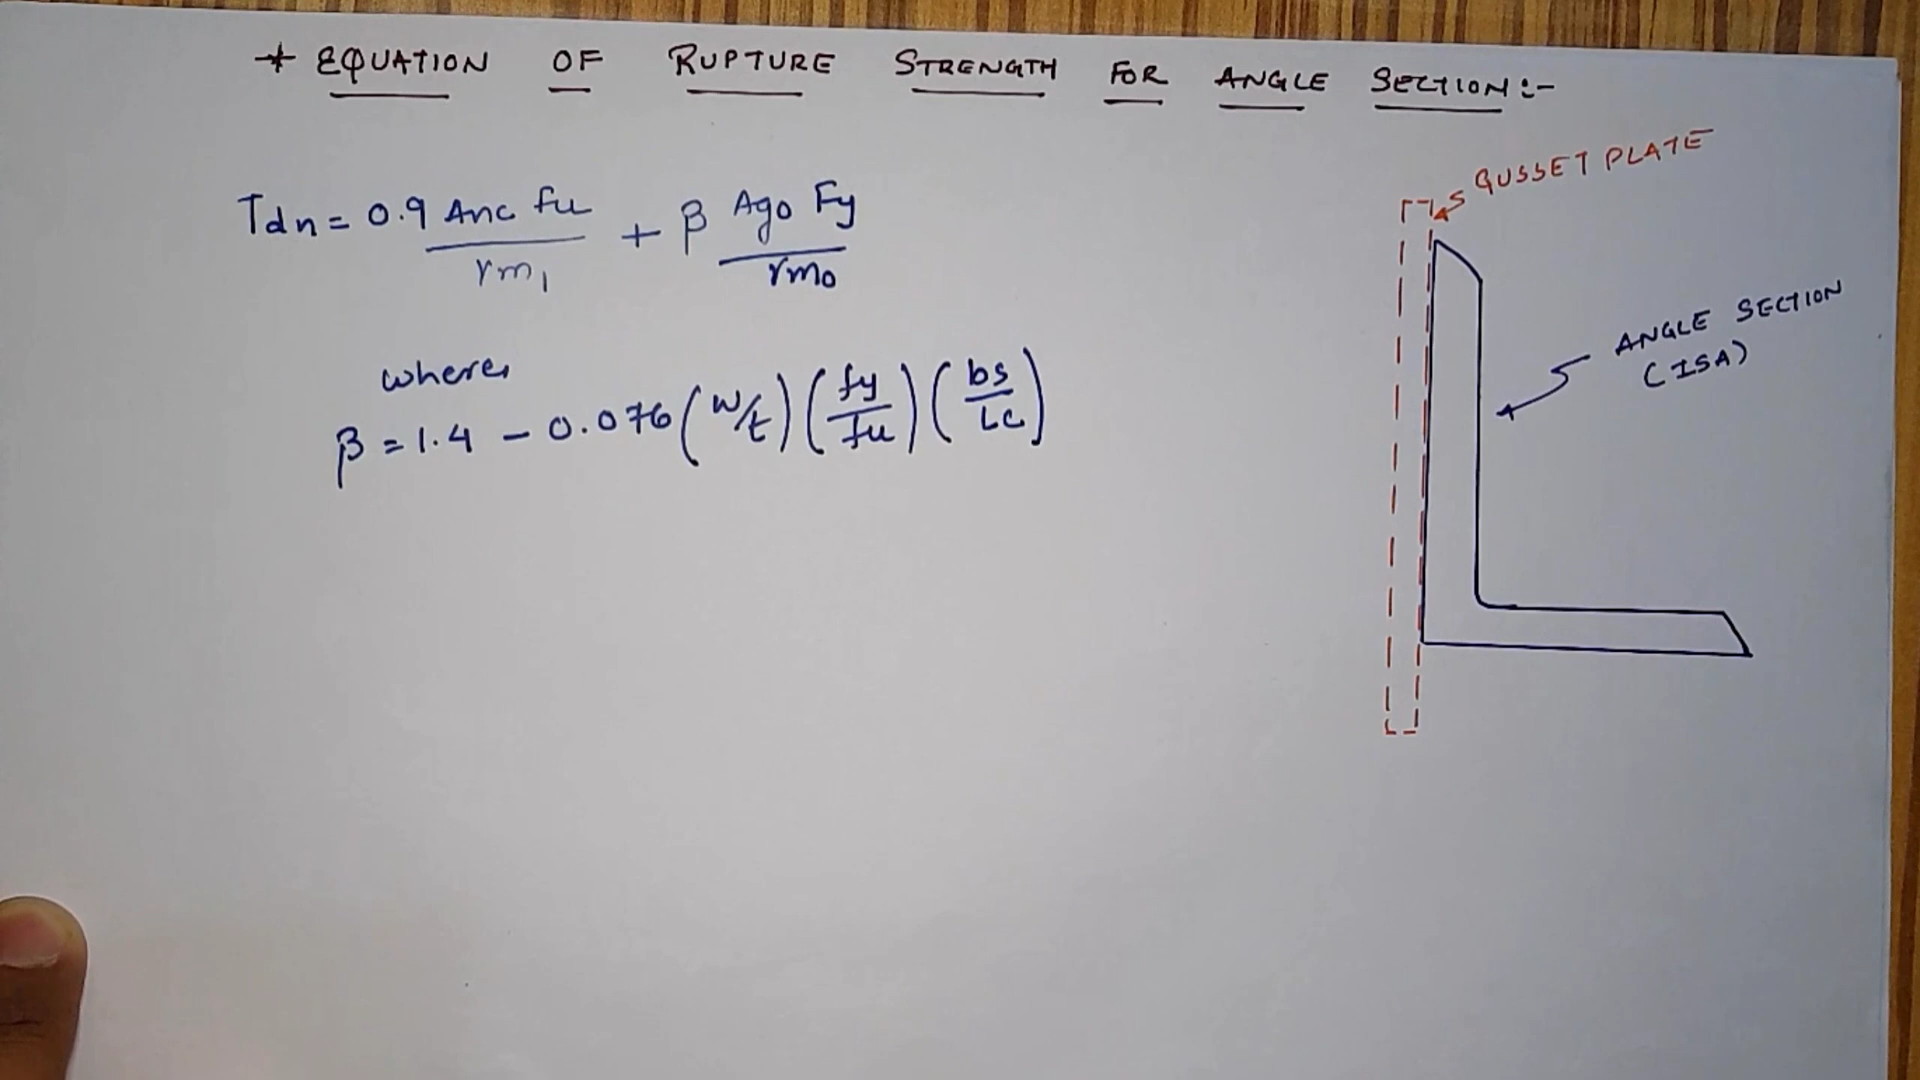 * EQUATION OF RUPTURE STRENGTH FOR ANGLE SECTION :-
GUSSET PLATE
Tdn = 0.9 Anc fu / γm1 + β Ago Fy / γm0
ANGLE SECTION
(ISA)
where,
β = 1.4 - 0.076 (w/t) (fy/fu) (bs/Lc)